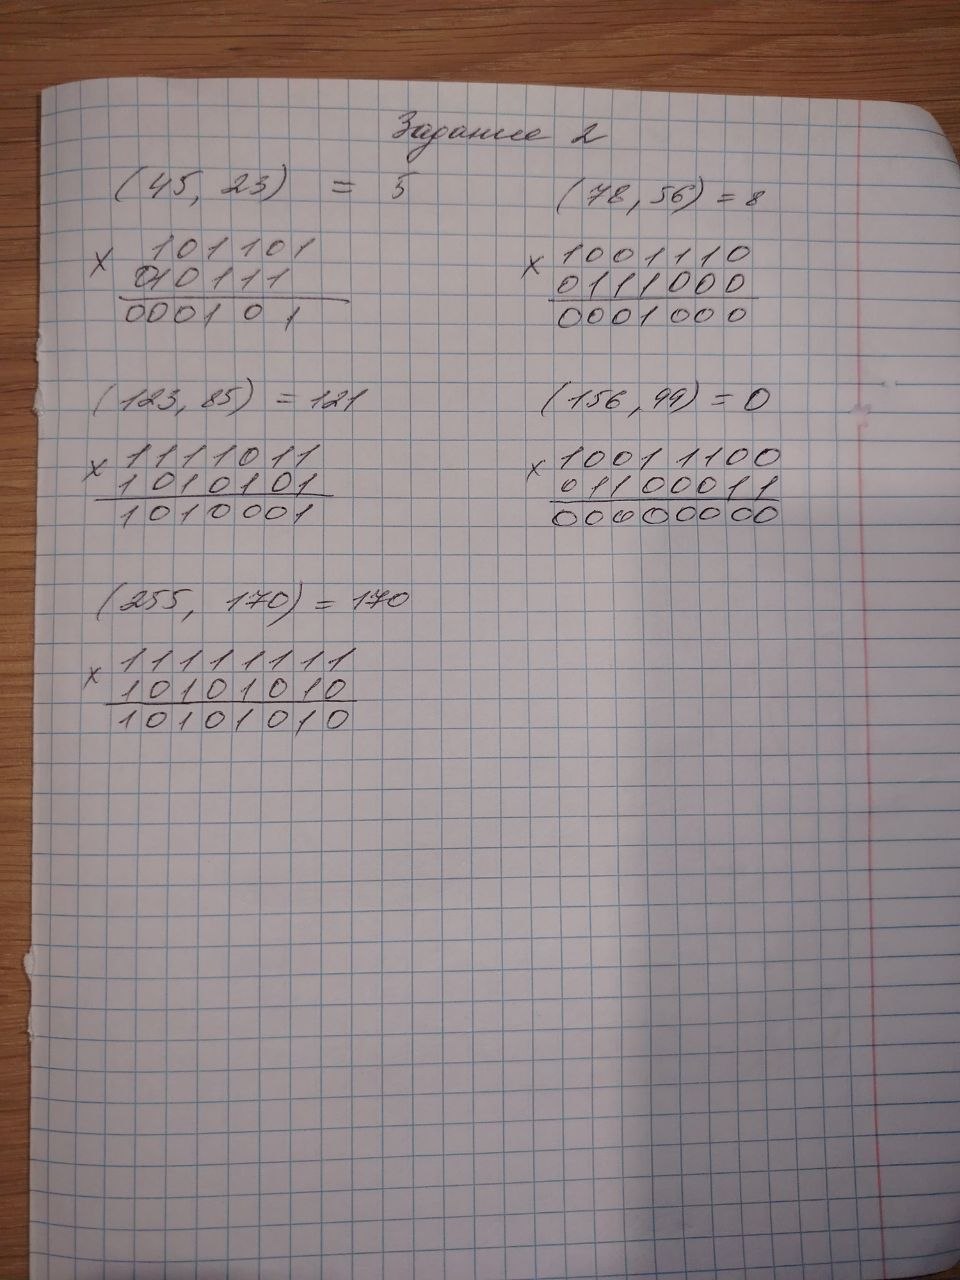 Задание 2
(45, 23) = 5
x 101101
010111
000101
(78, 56) = 8
x 1001110
0111000
0001000
(123, 85) = 121
x 1111011
1010101
1010001
(156, 99) = 0
x 10011100
01100011
00000000
(255, 170) = 170
x 11111111
10101010
10101010